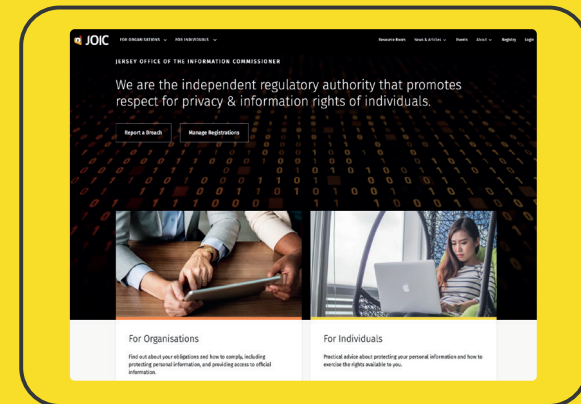 JOIC FOR ORGANISATIONS FOR INDIVIDUALS Resource Room News & Articles Events About Registry Login
JERSEY OFFICE OF THE INFORMATION COMMISSIONER
We are the independent regulatory authority that promotes
respect for privacy & information rights of individuals.
Report a Breach Manage Registrations
For Organisations
Find out about your obligations and how to comply, including
protecting personal information, and providing access to official
information.
For Individuals
Practical advice about protecting your personal information and how to
exercise the rights available to you.